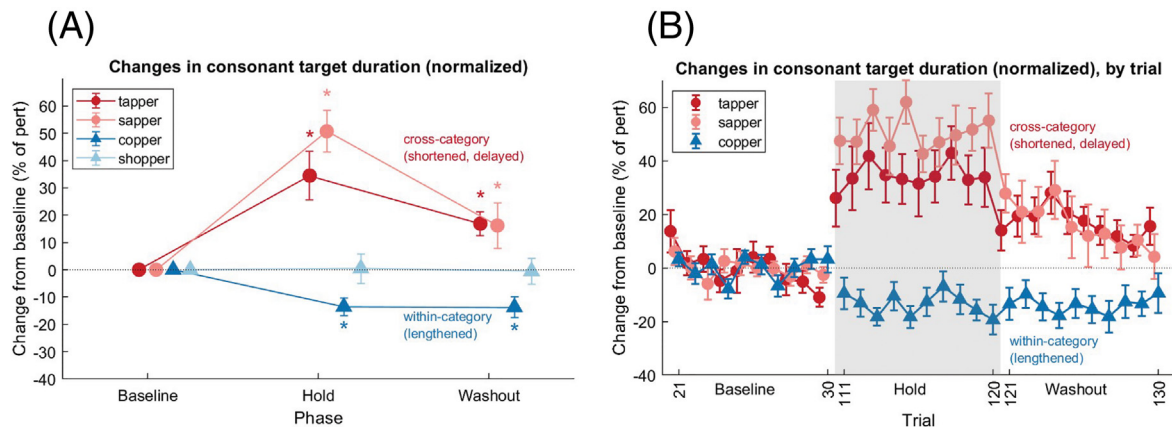 (A)
Changes in consonant target duration (normalized)
Change from baseline (% of pert)
60
50
40
30
20
10
0
-10
-20
-30
-40
tapper
sapper
copper
shopper
*
*
cross-category
(shortened, delayed)
*
*
within-category
(lengthened)
*
*
Baseline
Hold
Washout
Phase
(B)
Changes in consonant target duration (normalized), by trial
Change from baseline (% of pert)
60
40
20
0
-20
-40
tapper
sapper
copper
cross-category
(shortened, delayed)
within-category
(lengthened)
21
Baseline
30
111
Hold
120
121
Washout
130
Trial